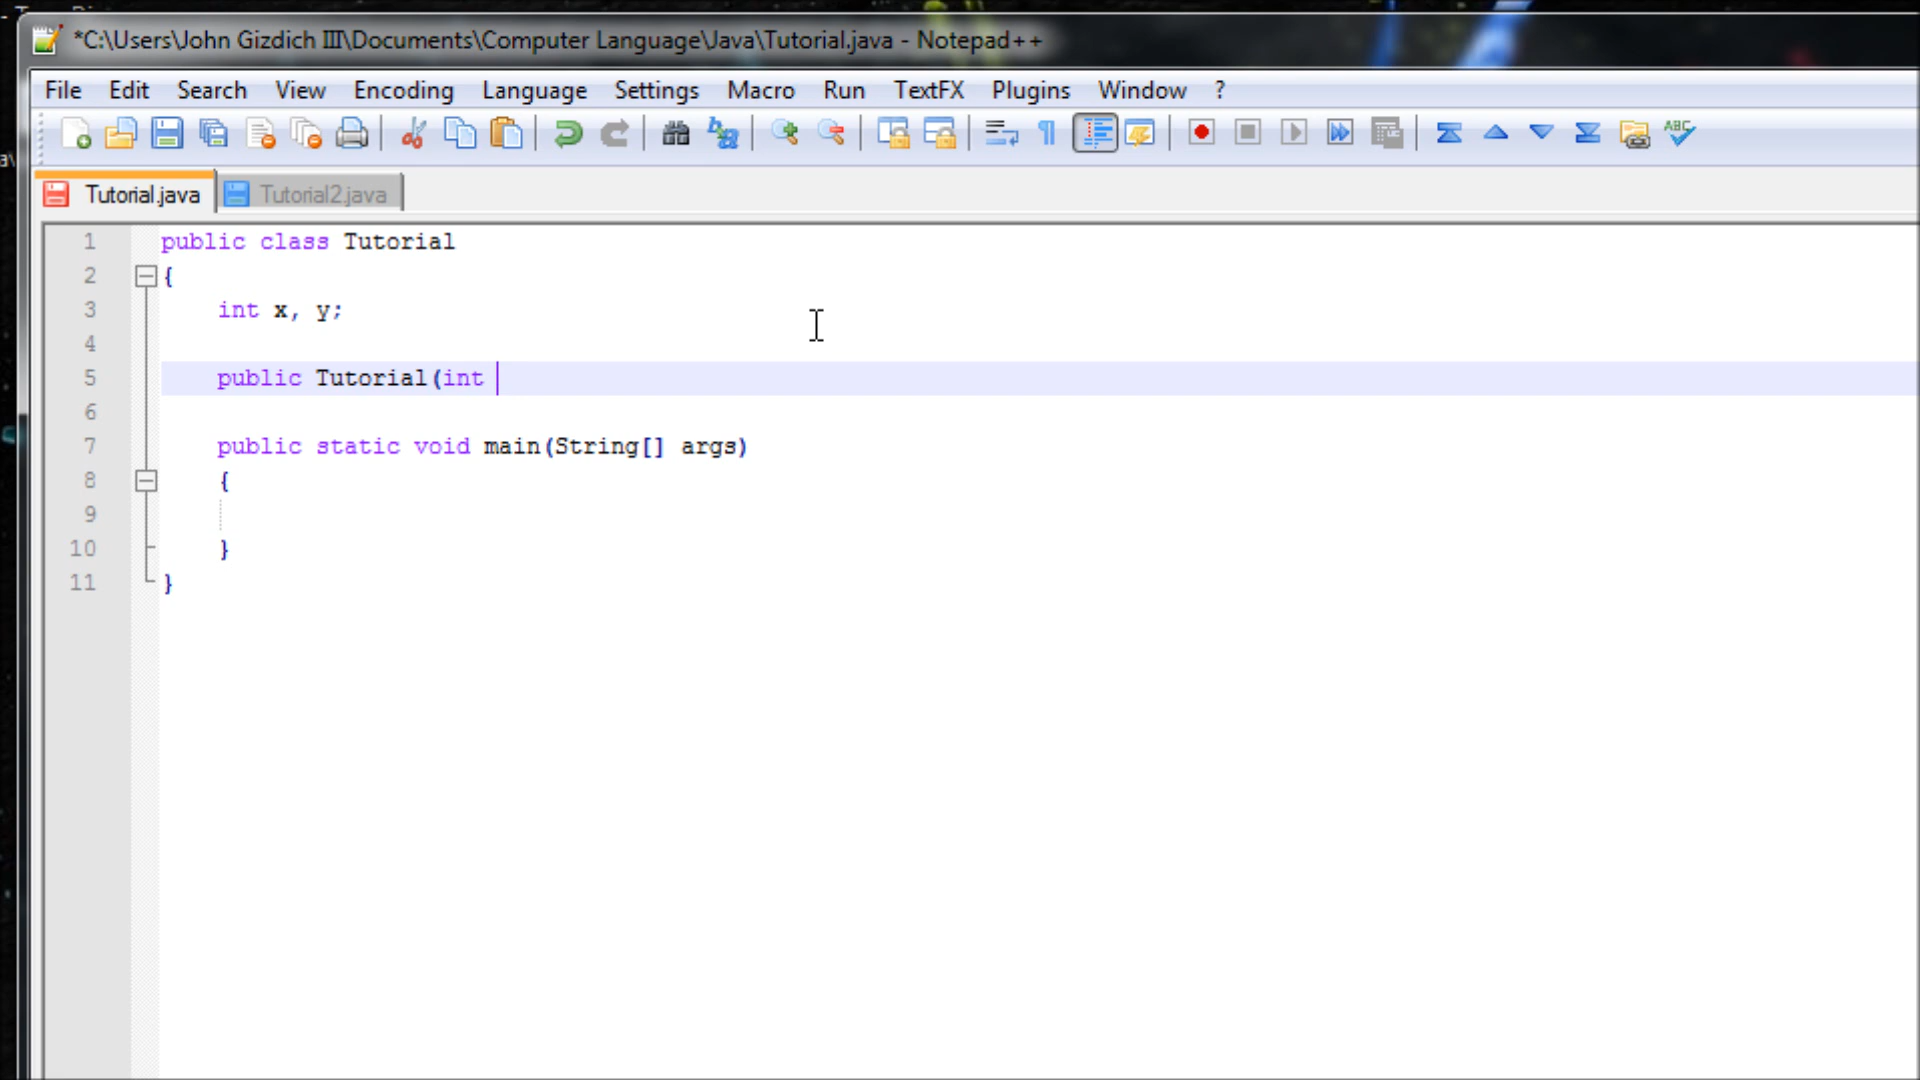 *C:\Users\John Gizdich III\Documents\Computer Language\Java\Tutorial.java - Notepad++
File Edit Search View Encoding Language Settings Macro Run TextFX Plugins Window ?
ABC
Tutorial.java Tutorial2.java
1 public class Tutorial
2 {
3 int x, y;
4
5 public Tutorial(int
6
7 public static void main(String[] args)
8 {
9
10 }
11 }